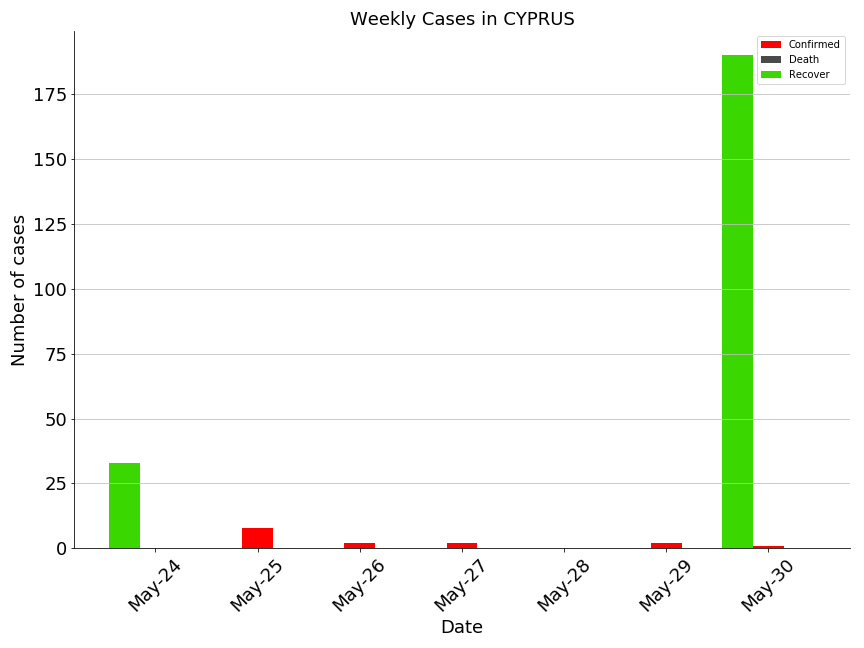 Weekly Cases in CYPRUS
Confirmed
Death
Recover
Number of cases
175
150
125
100
75
50
25
0
May-24
May-25
May-26
May-27
May-28
May-29
May-30
Date